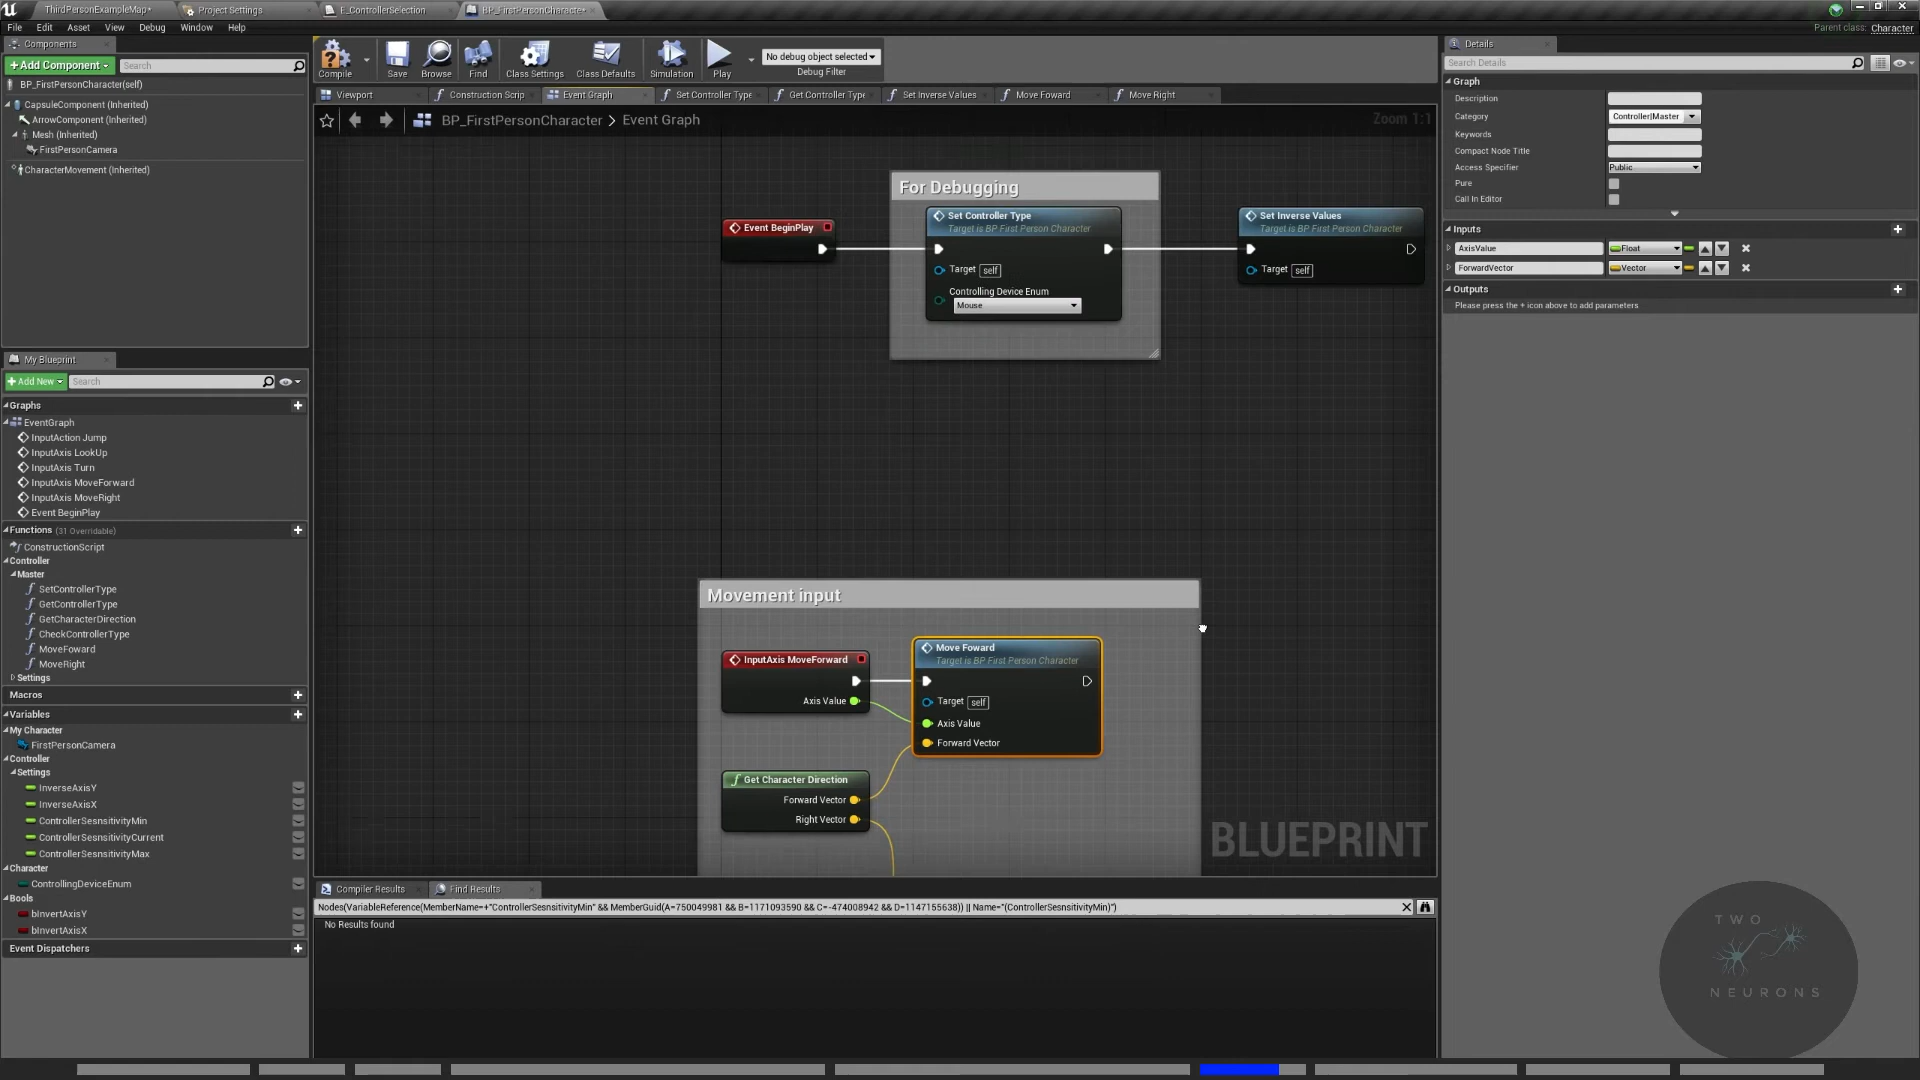 ThirdPersonExampleMap*
Project Settings
E_ControllerSelection
BP_FirstPersonCharacter*
File Edit Asset View Debug Window Help
Parent class: Character
Components
+Add Component
Search
BP_FirstPersonCharacter(self)
CapsuleComponent (Inherited)
ArrowComponent (Inherited)
Mesh (Inherited)
FirstPersonCamera
CharacterMovement (Inherited)
My Blueprint
+Add New
Search
Graphs
EventGraph
InputAction Jump
InputAxis LookUp
InputAxis Turn
InputAxis MoveForward
InputAxis MoveRight
Event BeginPlay
Functions (31 Overridable)
ConstructionScript
Controller
Master
SetControllerType
GetControllerType
GetCharacterDirection
CheckControllerType
MoveFoward
MoveRight
Settings
Macros
Variables
My Character
FirstPersonCamera
Controller
Settings
InverseAxisY
InverseAxisX
ControllerSesnsitivityMin
ControllerSesnsitivityCurrent
ControllerSesnsitivityMax
Character
ControllingDeviceEnum
Bools
bInvertAxisY
bInvertAxisX
Event Dispatchers
Compile
Save
Browse
Find
Class Settings
Class Defaults
Simulation
Play
No debug object selected
Debug Filter
Viewport
Construction Scrip
Event Graph
Set Controller Type
Get Controller Type
Set Inverse Values
Move Foward
Move Right
BP_FirstPersonCharacter > Event Graph
Zoom 1:1
For Debugging
Event BeginPlay
Set Controller Type
Target is BP First Person Character
Target self
Controlling Device Enum
Mouse
Set Inverse Values
Target is BP First Person Character
Target self
Movement input
InputAxis MoveForward
Axis Value
Move Foward
Target is BP First Person Character
Target self
Axis Value
Forward Vector
Get Character Direction
Forward Vector
Right Vector
BLUEPRINT
Compiler Results
Find Results
Nodes(VariableReference(MemberName=+"ControllerSesnsitivityMin" && MemberGuid(A=750049981 && B=1171093590 && C=-474008942 && D=1147155638)) || Name="(ControllerSesnsitivityMin)")
No Results found
Details
Search Details
Graph
Description
Category Controller|Master
Keywords
Compact Node Title
Access Specifier Public
Pure
Call In Editor
Inputs
AxisValue Float
ForwardVector Vector
Outputs
Please press the + icon above to add parameters
TWO
NEURONS